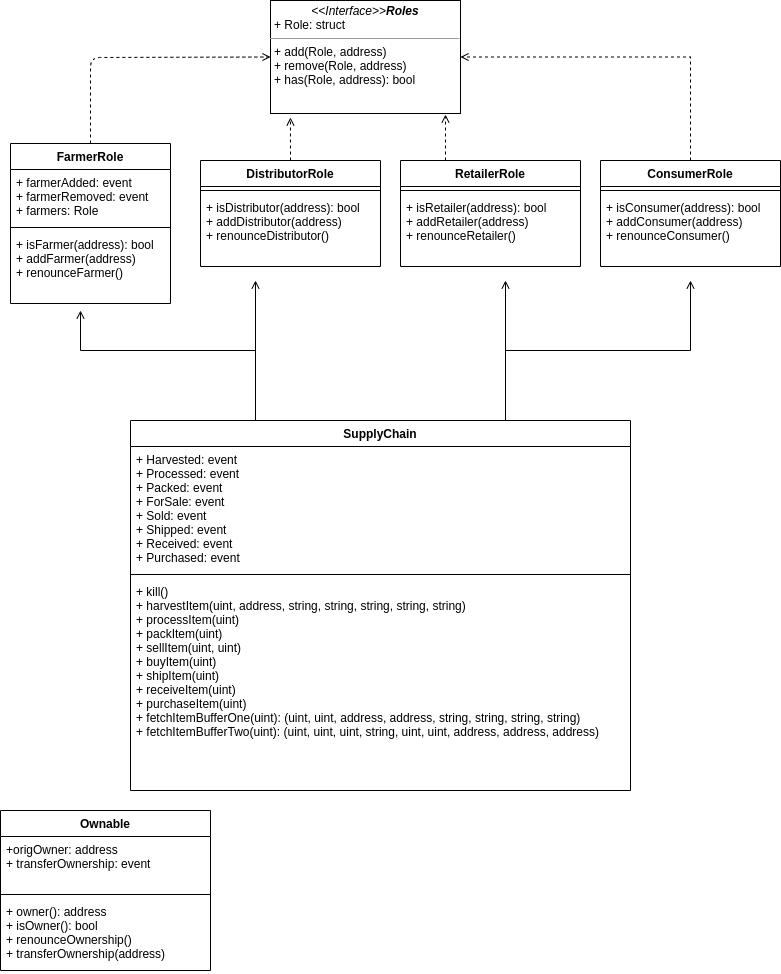 <<Interface>>Roles
+ Role: struct
+ add(Role, address)
+ remove(Role, address)
+ has(Role, address): bool
FarmerRole
+ farmerAdded: event
+ farmerRemoved: event
+ farmers: Role
+ isFarmer(address): bool
+ addFarmer(address)
+ renounceFarmer()
DistributorRole
+ isDistributor(address): bool
+ addDistributor(address)
+ renounceDistributor()
RetailerRole
+ isRetailer(address): bool
+ addRetailer(address)
+ renounceRetailer()
ConsumerRole
+ isConsumer(address): bool
+ addConsumer(address)
+ renounceConsumer()
SupplyChain
+ Harvested: event
+ Processed: event
+ Packed: event
+ ForSale: event
+ Sold: event
+ Shipped: event
+ Received: event
+ Purchased: event
+ kill()
+ harvestItem(uint, address, string, string, string, string, string)
+ processItem(uint)
+ packItem(uint)
+ sellItem(uint, uint)
+ buyItem(uint)
+ shipItem(uint)
+ receiveItem(uint)
+ purchaseItem(uint)
+ fetchItemBufferOne(uint): (uint, uint, address, address, string, string, string, string)
+ fetchItemBufferTwo(uint): (uint, uint, uint, string, uint, uint, address, address, address)
Ownable
+origOwner: address
+ transferOwnership: event
+ owner(): address
+ isOwner(): bool
+ renounceOwnership()
+ transferOwnership(address)